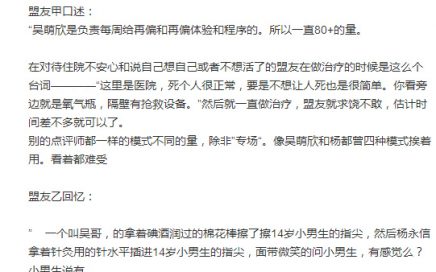 盟友甲口述：
“吴萌欣是负责每周给再偏和再偏体验和程序的。所以一直80+的量。
在对待住院不安心和说自己想自己或者不想活了的盟友在做治疗的时候是这么个
台词————“这里是医院，死个人很正常，要是不想让人死也是很简单。你看旁
边就是氧气瓶，隔壁有抢救设备。”然后就一直做治疗，盟友就求饶不敢，估计时
间差不多就可以了。
别的点评师都一样的模式不同的量，除非“专场”。像吴萌欣和杨都曾四种模式挨着
用。看着都难受
盟友乙回忆：
” 一个叫吴哥，的拿着碘酒润过的棉花棒擦了擦14岁小男生的指尖，然后杨永信
拿着针灸用的针水平插进14岁小男生的指尖，面带微笑的问小男生，有感觉么？
小男生说有